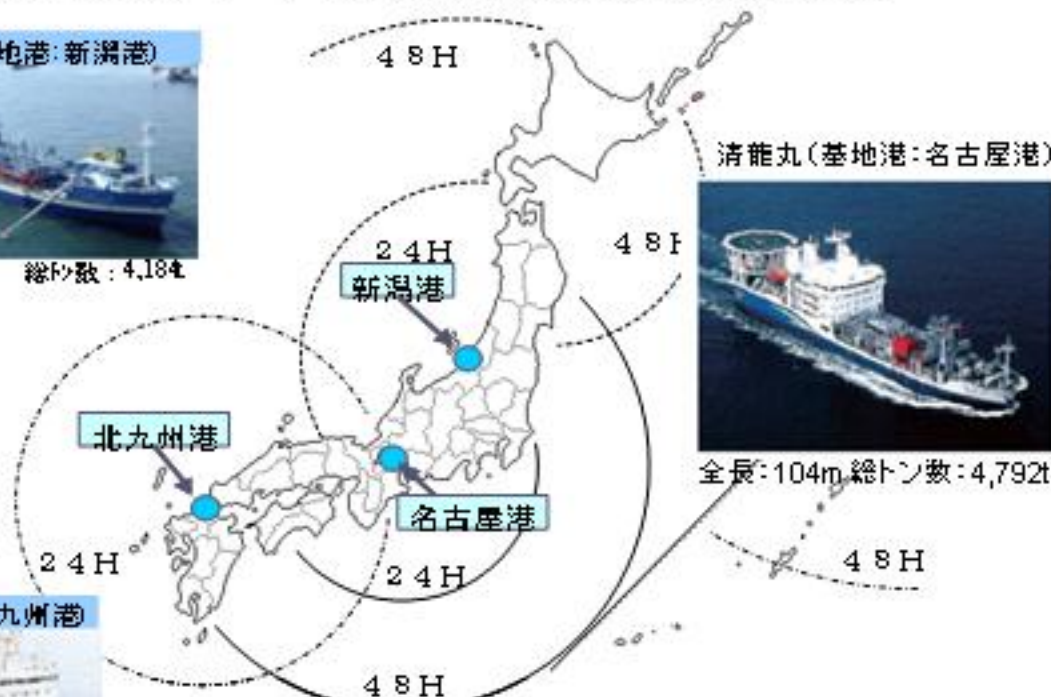 地港:新潟港)
総トン数:4,184t
48H
清龍丸(基地港:名古屋港)
24H
48H
新潟港
全長:104m 総トン数:4,792t
北九州港
名古屋港
24H
24H
48H
九州港)
48H